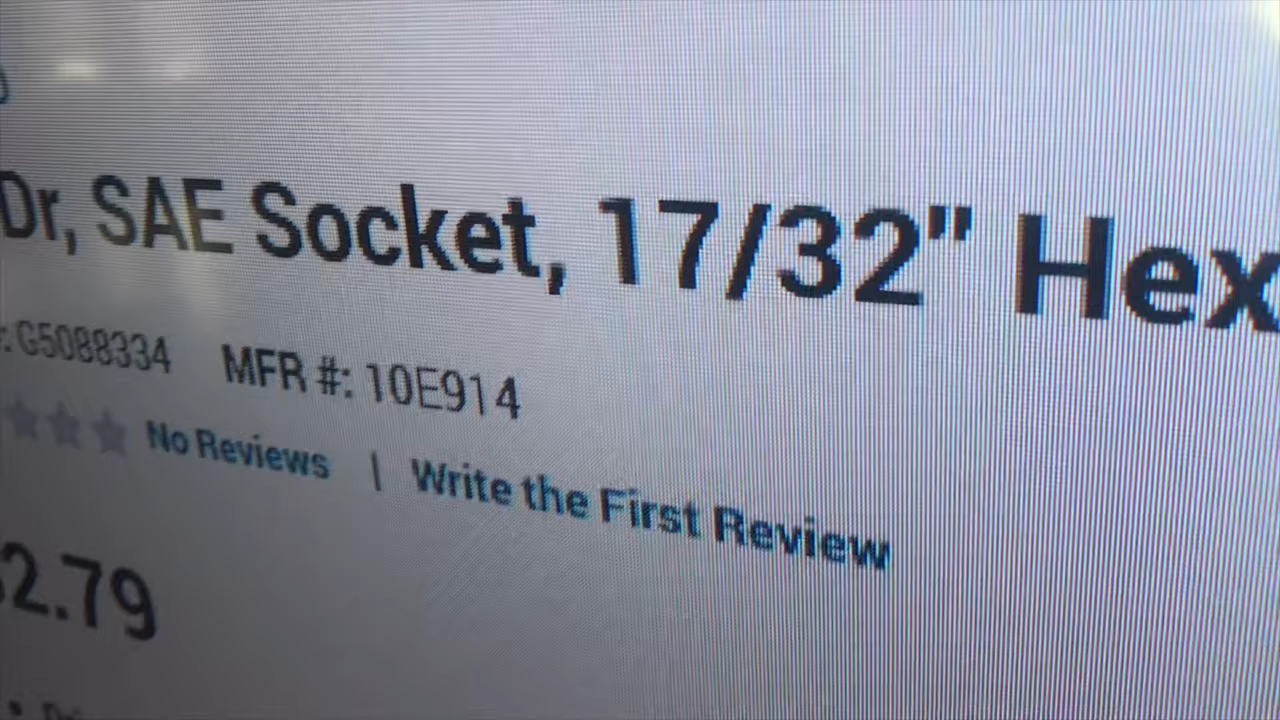 Dr, SAE Socket, 17/32" Hex
#: G5088334 MFR #: 10E914
No Reviews | Write the First Review
$2.79